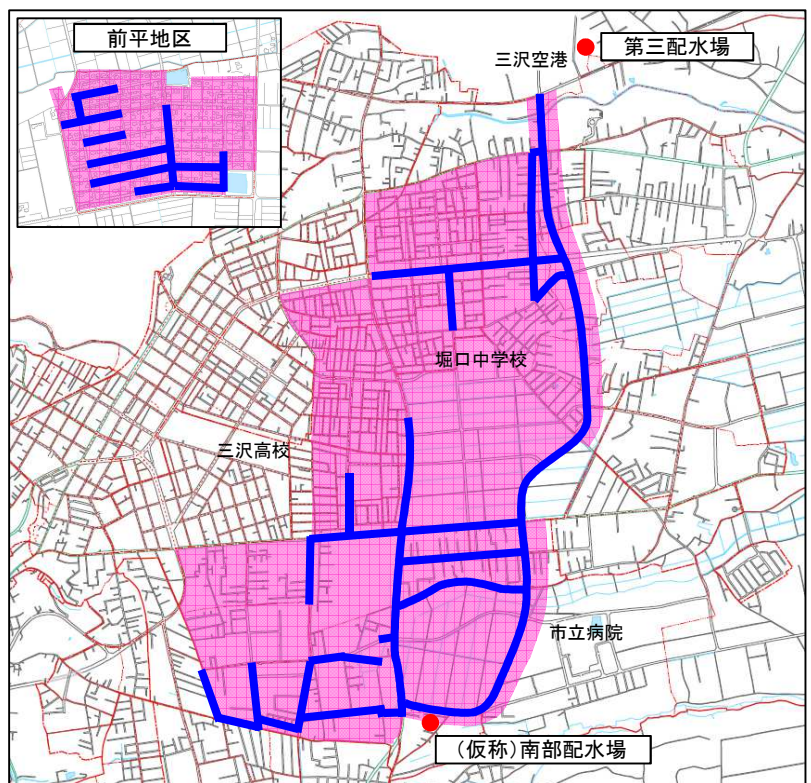 前平地区
三沢空港
第三配水場
堀口中学校
三沢高校
市立病院
(仮称)南部配水場